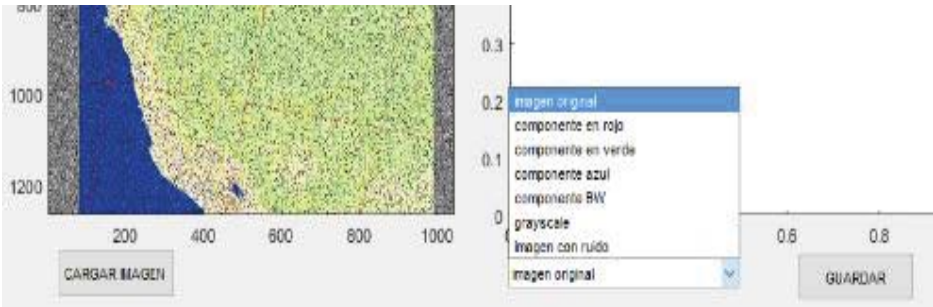 800
1000
1200
200 400 600 800 1000
CARGAR IMAGEN
0.3
0.2
0.1
0
0.6 0.8
imagen original
componente en rojo
componente en verde
componente azul
componente BW
grayscale
imagen con ruido
imagen original
GUARDAR